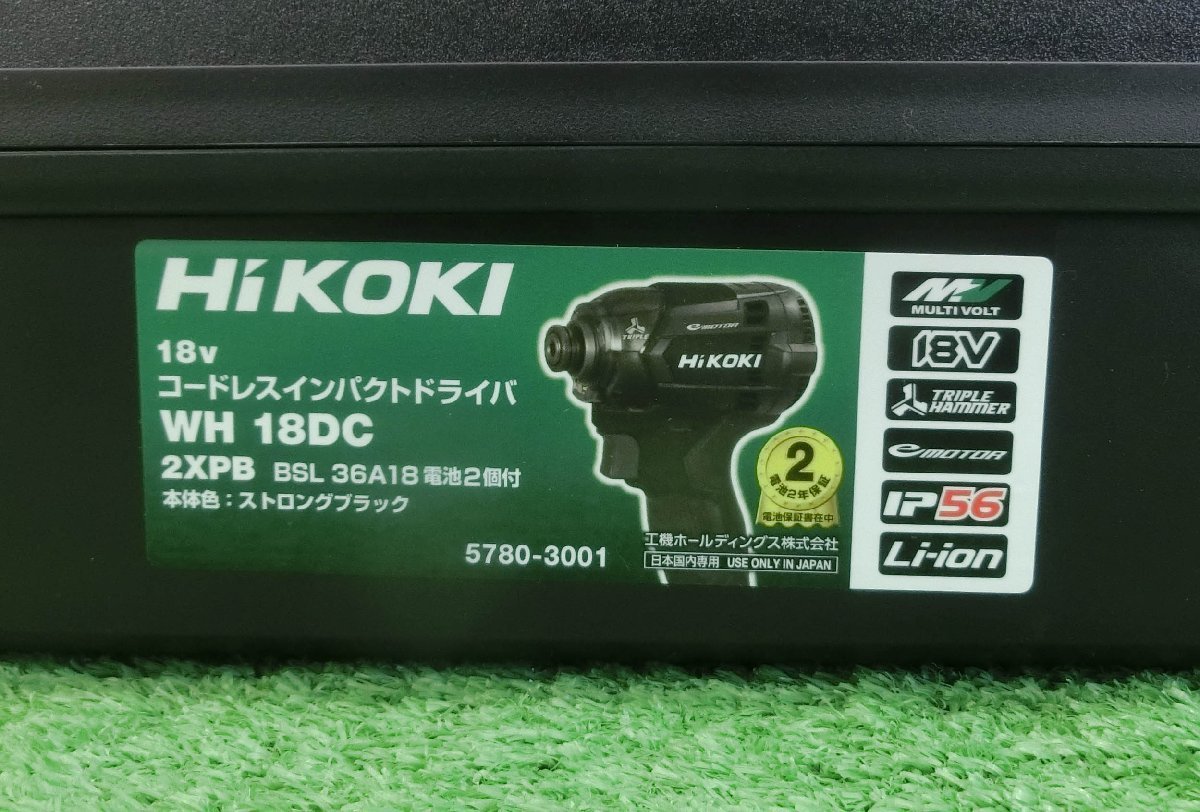 HiKOKI
18v
コードレスインパクトドライバ
WH 18DC
2XPB BSL 36A18 電池2個付
本体色：ストロングブラック
5780-3001
TRIPLE
e MOTOR
HiKOKI
2
電池2年保証
電池保証書在中
工機ホールディングス株式会社
日本国内専用 USE ONLY IN JAPAN
MV
MULTI VOLT
18V
TRIPLE
HAMMER
e MOTOR
IP56
Li-ion